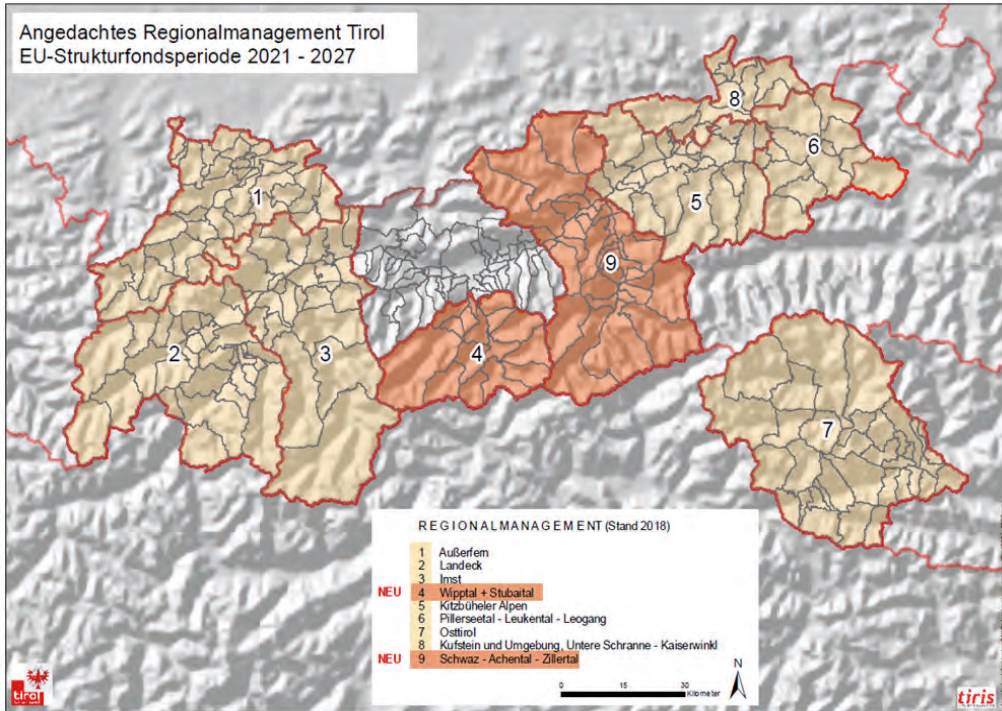 Angedachtes Regionalmanagement Tirol
EU-Strukturfondsperiode 2021 - 2027
8
6
1
5
9
2
3
4
7
REGIONALMANAGEMENT (Stand 2018)
1 Außerfern
2 Landeck
3 Imst
NEU 4 Wipptal + Stubaital
5 Kitzbüheler Alpen
6 Pillerseetal - Leukental - Leogang
7 Osttirol
8 Kufstein und Umgebung, Untere Schranne - Kaiserwinkl
NEU 9 Schwaz - Achental - Zillertal
N
0 15 30
Kilometer
tirol
tiris